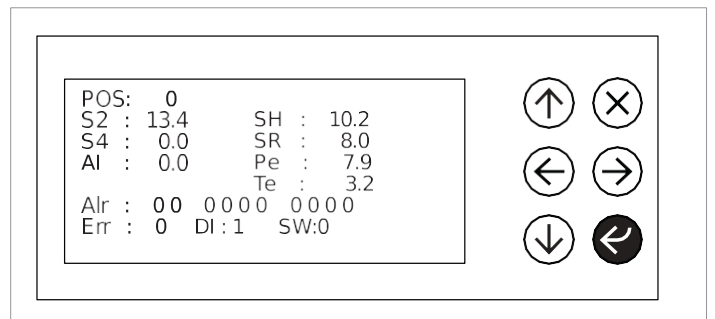 POS: 0
S2 : 13.4 SH : 10.2
S4 : 0.0 SR : 8.0
AI : 0.0 Pe : 7.9
Te : 3.2
Alr : 00 0000 0000
Err : 0 DI : 1 SW:0